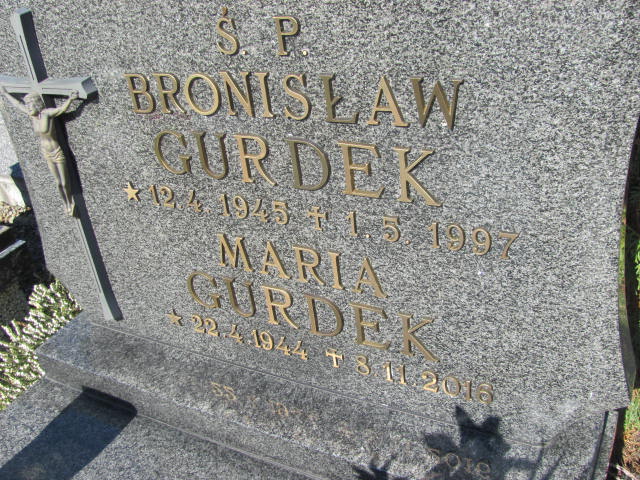 Ś. P.
BRONISŁAW
GURDEK
★ 12.4.1945 ✝ 1.5.1997
MARIA
GURDEK
★ 22.4.1944 ✝ 8.11.2016